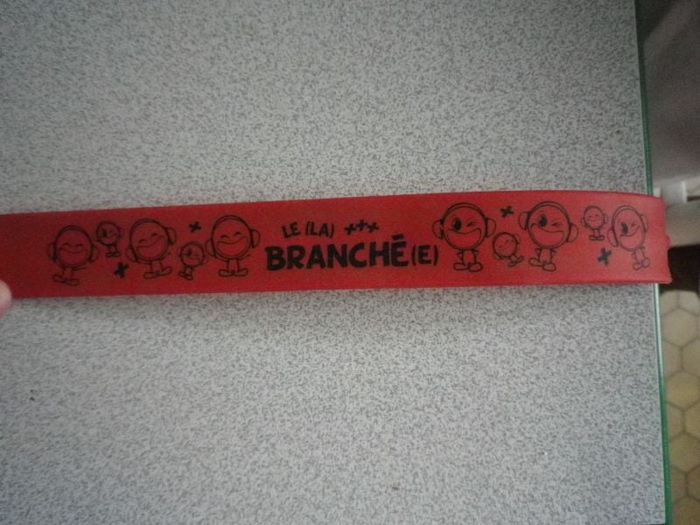 LE (LA) +++
BRANCHÉ(E)